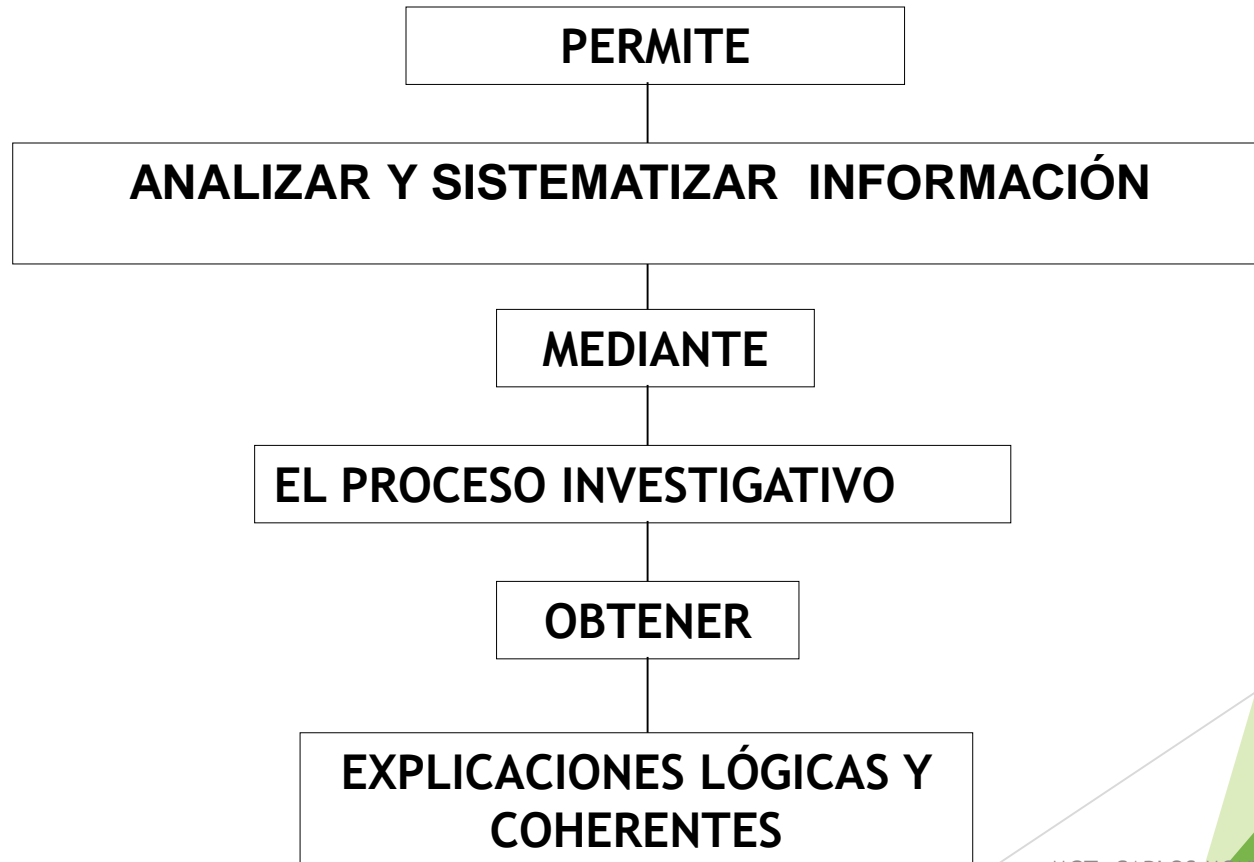 PERMITE
ANALIZAR Y SISTEMATIZAR INFORMACIÓN
MEDIANTE
EL PROCESO INVESTIGATIVO
OBTENER
EXPLICACIONES LÓGICAS Y
COHERENTES